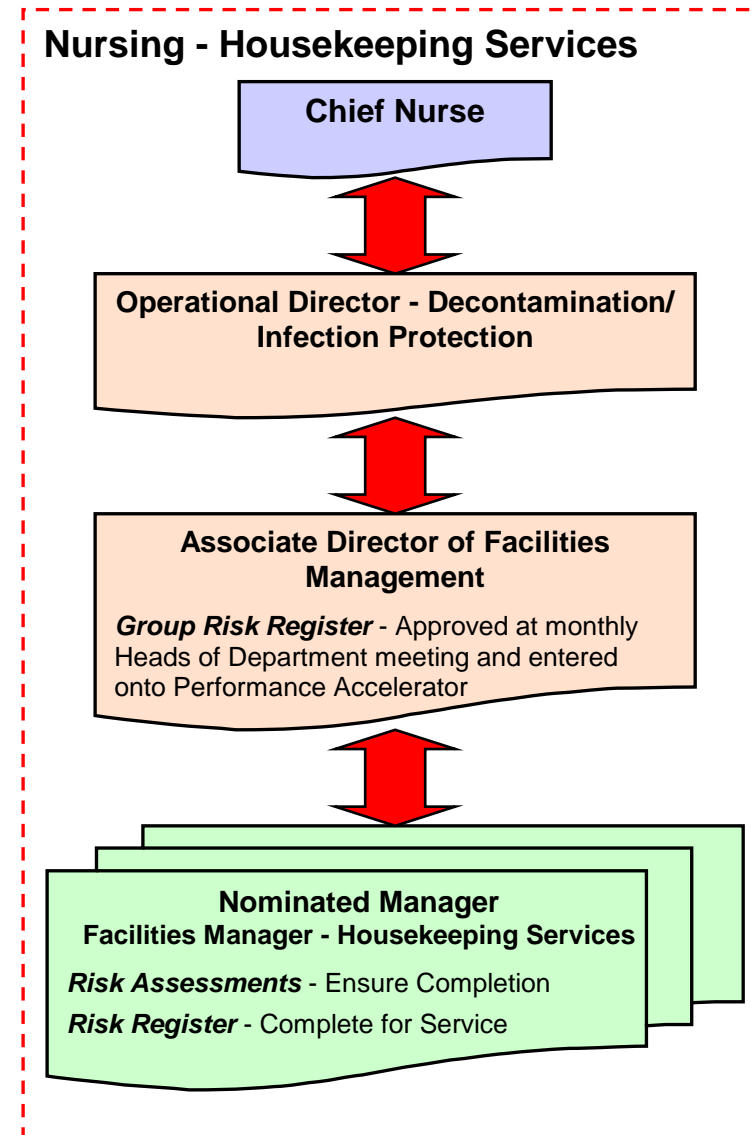 Nursing - Housekeeping Services
Chief Nurse
Operational Director - Decontamination/
Infection Protection
Associate Director of Facilities
Management
Group Risk Register - Approved at monthly
Heads of Department meeting and entered
onto Performance Accelerator
Nominated Manager
Facilities Manager - Housekeeping Services
Risk Assessments - Ensure Completion
Risk Register - Complete for Service